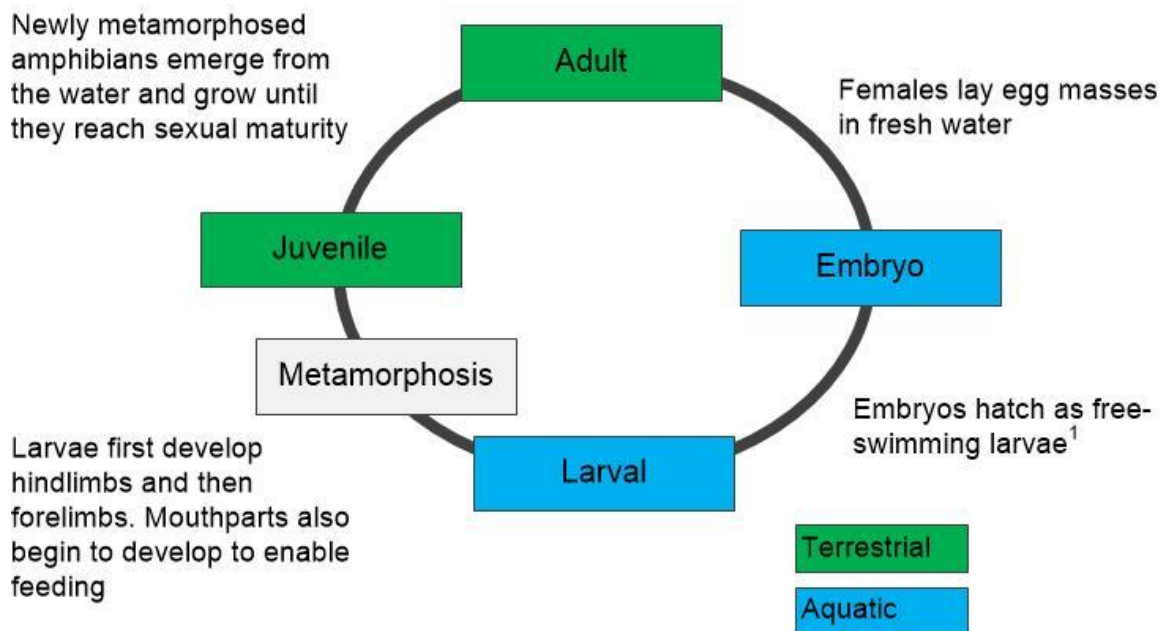 Newly metamorphosed
amphibians emerge from
the water and grow until
they reach sexual maturity
Adult
Females lay egg masses
in fresh water
Juvenile
Embryo
Metamorphosis
Embryos hatch as free-
swimming larvae¹
Larvae first develop
hindlimbs and then
forelimbs. Mouthparts also
begin to develop to enable
feeding
Larval
Terrestrial
Aquatic